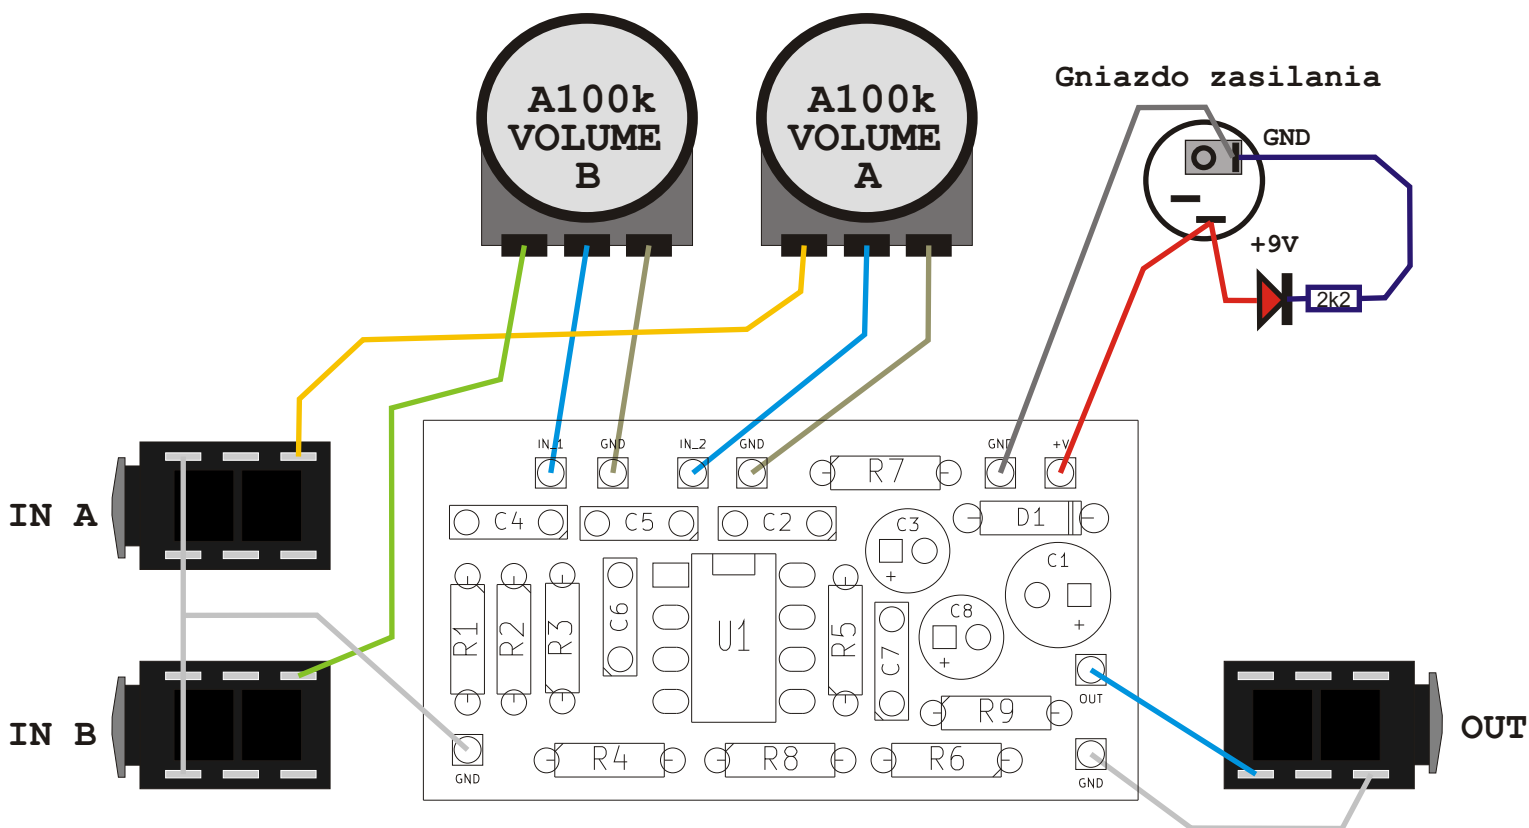 A100k
VOLUME
B
A100k
VOLUME
A
Gniazdo zasilania
GND
+9V
2k2
IN A
IN B
OUT
IN_1
GND
IN_2
GND
GND
+V
R7
C4
C5
C2
C3
+
D1
C1
+
R1
R2
R3
C6
U1
R5
C7
C8
+
OUT
R9
GND
R4
R8
R6
GND